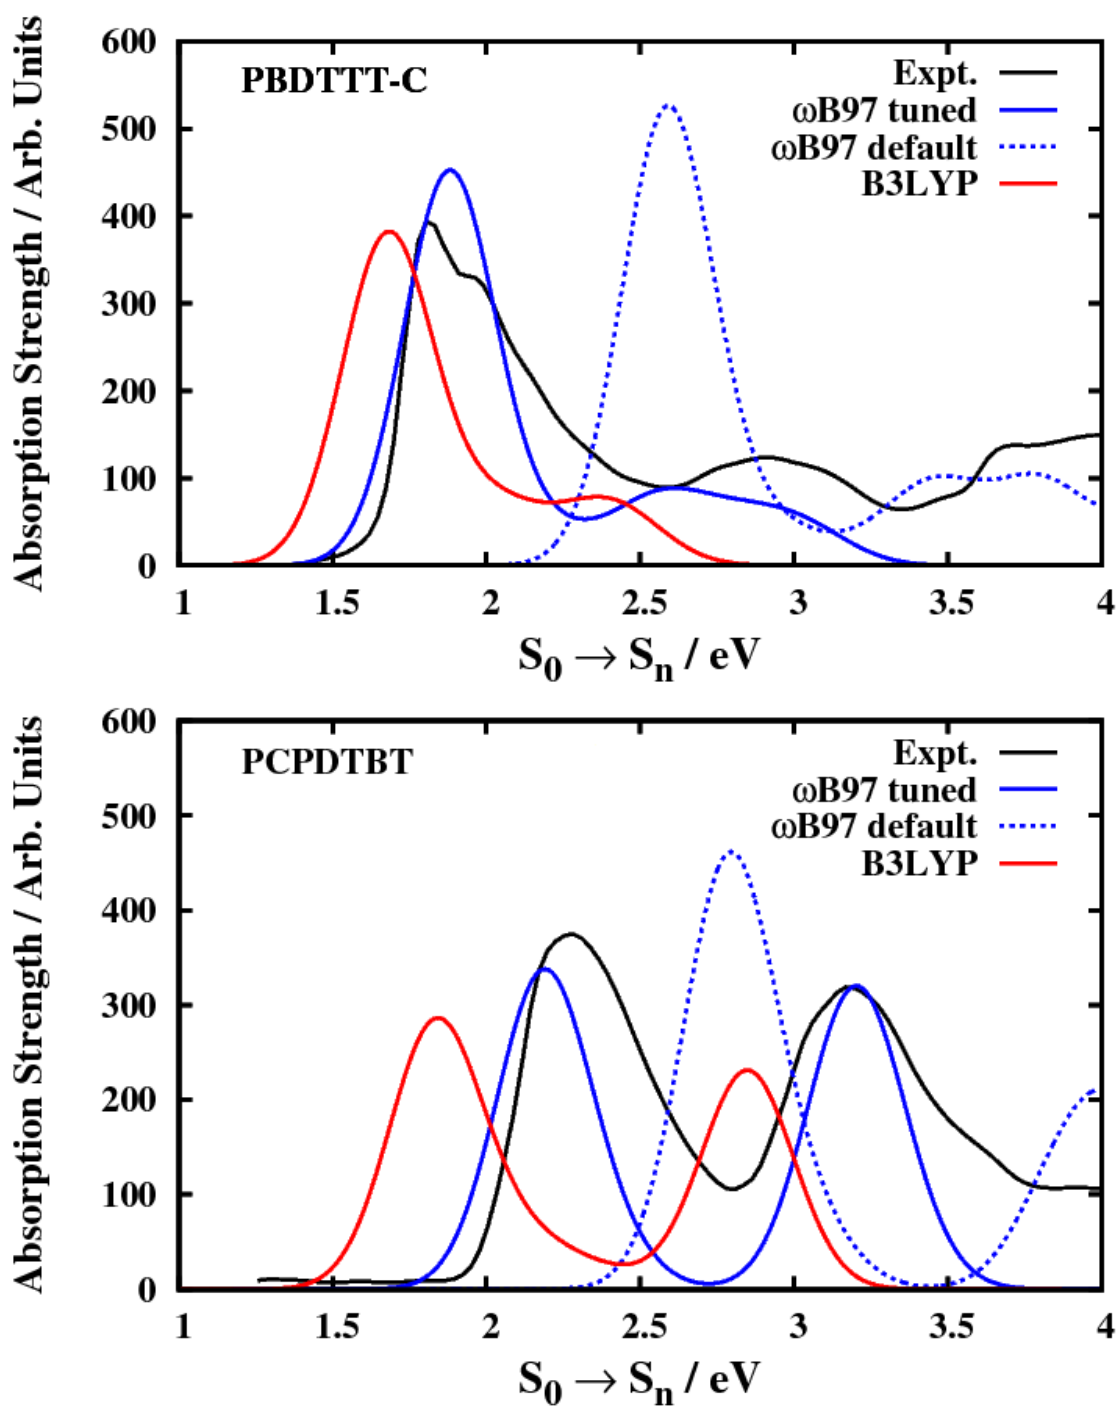 Absorption Strength / Arb. Units
600
500
400
300
200
100
0
PBDTTT-C
Expt.
ωB97 tuned
ωB97 default
B3LYP
1 1.5 2 2.5 3 3.5 4
S0 → Sn / eV
Absorption Strength / Arb. Units
600
500
400
300
200
100
0
PCPDTBT
Expt.
ωB97 tuned
ωB97 default
B3LYP
1 1.5 2 2.5 3 3.5 4
S0 → Sn / eV